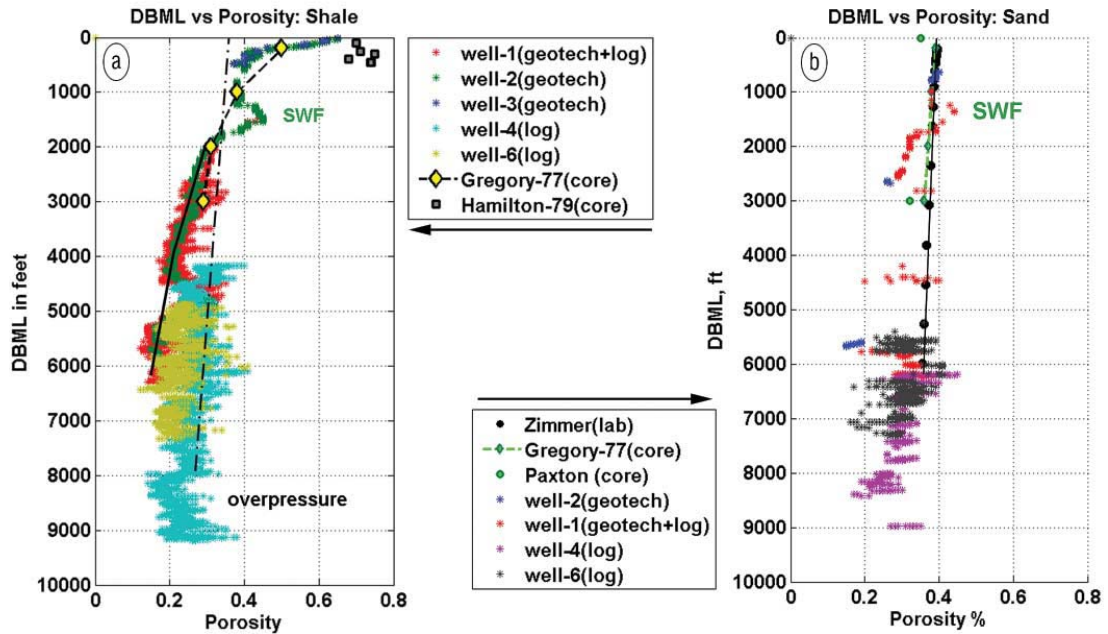 DBML vs Porosity: Shale
a
0
1000
2000
3000
4000
5000
6000
7000
8000
9000
10000
DBML in feet
SWF
overpressure
0
0.2
0.4
0.6
0.8
Porosity
well-1(geotech+log)
well-2(geotech)
well-3(geotech)
well-4(log)
well-6(log)
Gregory-77(core)
Hamilton-79(core)
Zimmer(lab)
Gregory-77(core)
Paxton (core)
well-2(geotech)
well-1(geotech+log)
well-4(log)
well-6(log)
DBML vs Porosity: Sand
b
0
1000
2000
3000
4000
5000
6000
7000
8000
9000
10000
DBML, ft
SWF
0
0.2
0.4
0.6
0.8
Porosity %